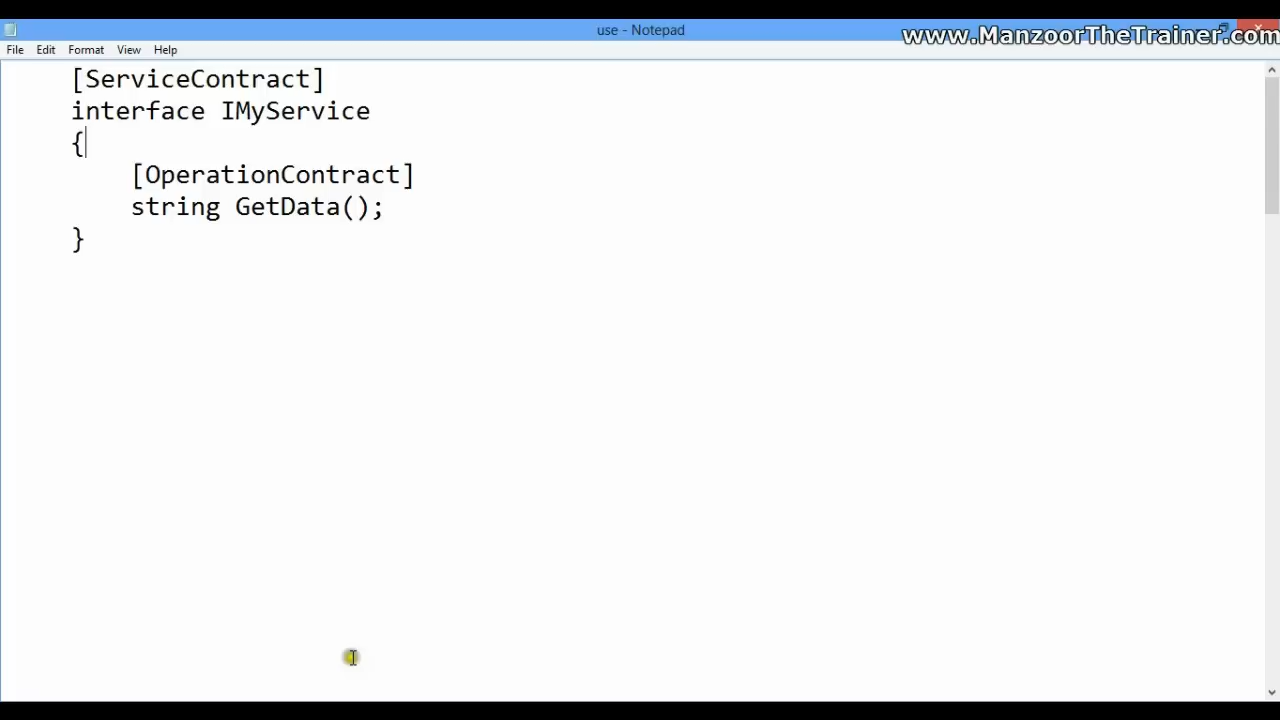 use - Notepad
www.ManzoorTheTrainer.com
File Edit Format View Help
[ServiceContract]
interface IMyService
{
[OperationContract]
string GetData();
}